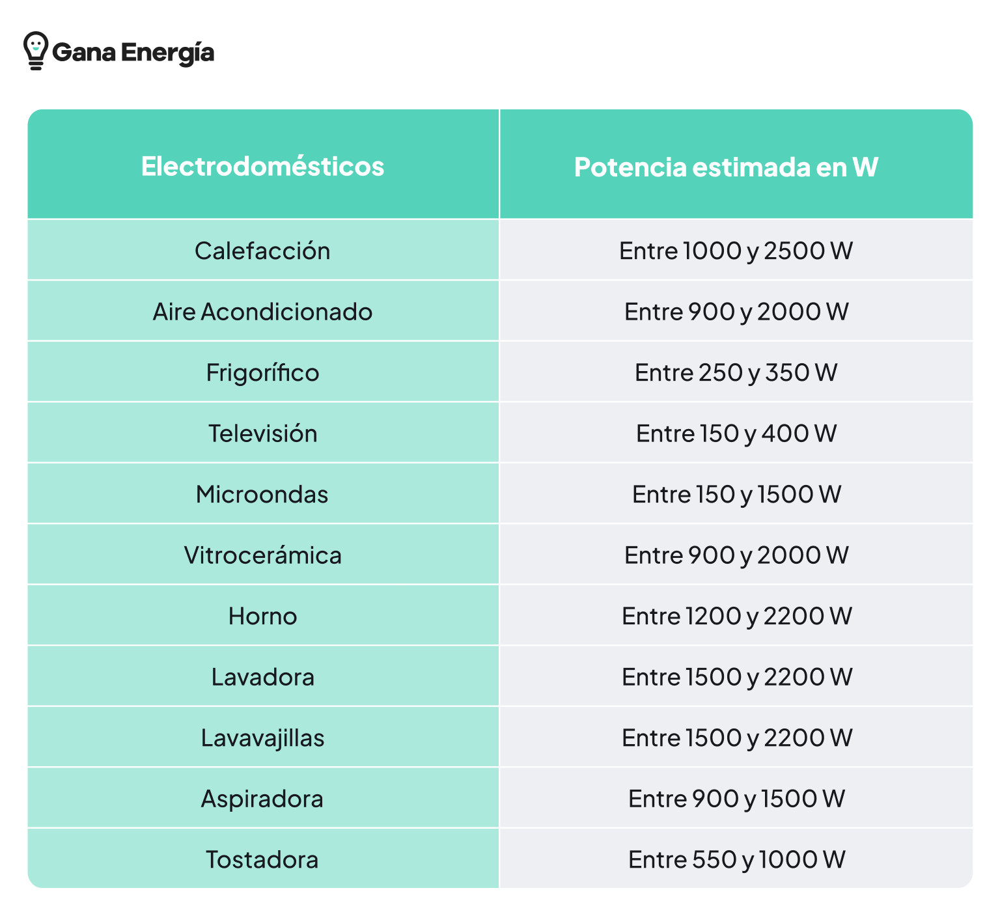 Gana Energía
Electrodomésticos Potencia estimada en W
Calefacción Entre 1000 y 2500 W
Aire Acondicionado Entre 900 y 2000 W
Frigorífico Entre 250 y 350 W
Televisión Entre 150 y 400 W
Microondas Entre 150 y 1500 W
Vitrocerámica Entre 900 y 2000 W
Horno Entre 1200 y 2200 W
Lavadora Entre 1500 y 2200 W
Lavavajillas Entre 1500 y 2200 W
Aspiradora Entre 900 y 1500 W
Tostadora Entre 550 y 1000 W